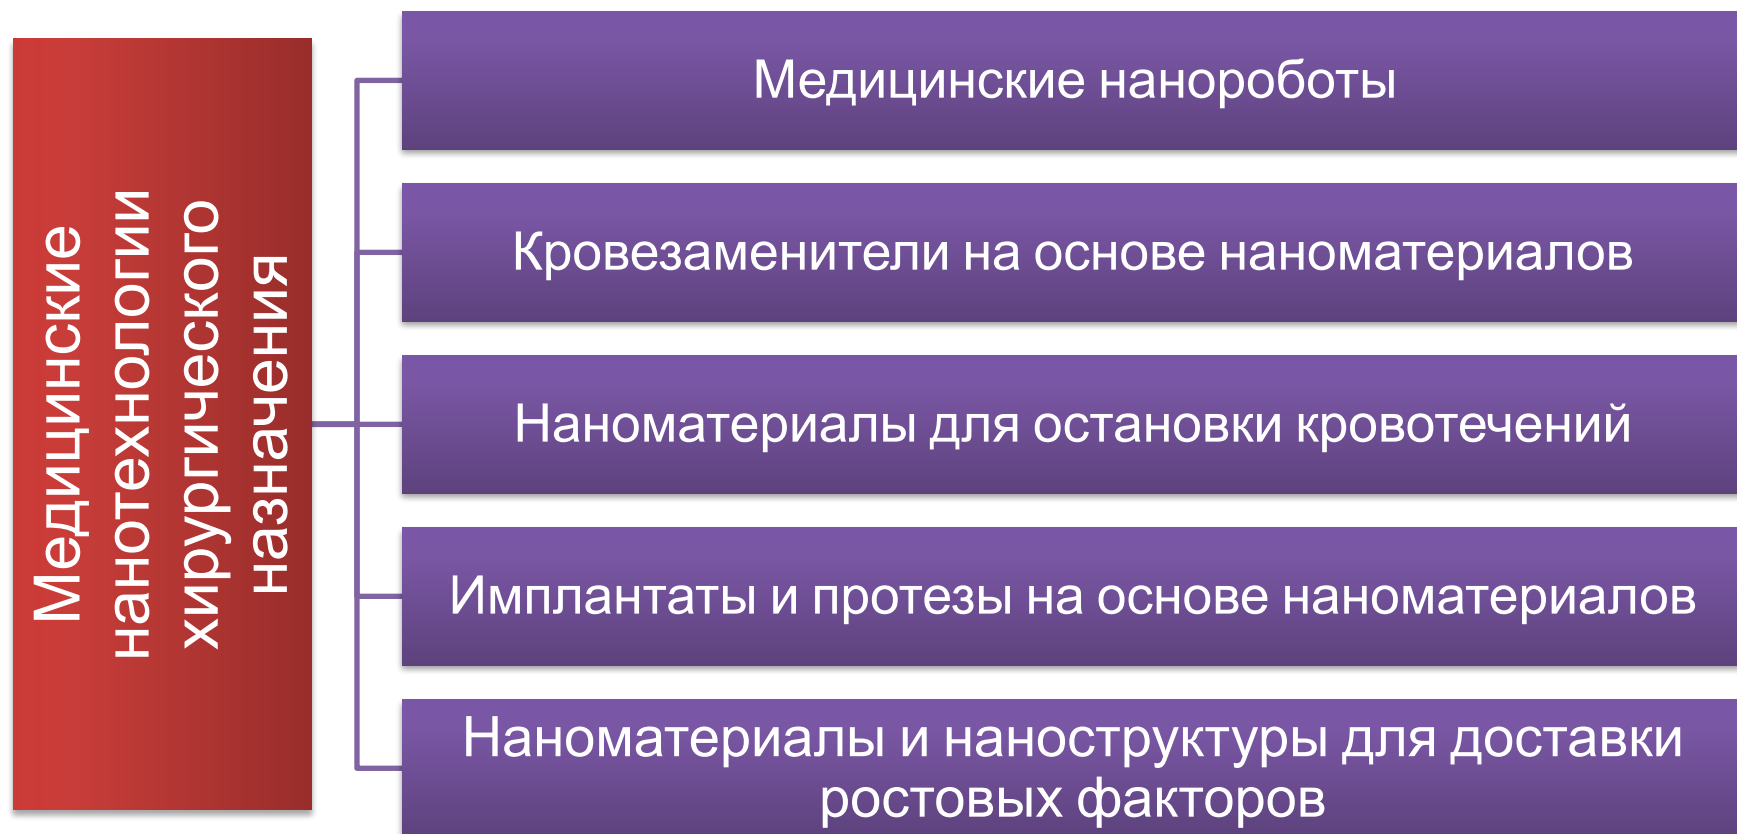 Медицинские
нанотехнологии
хирургического
назначения
Медицинские нанороботы
Кровезаменители на основе наноматериалов
Наноматериалы для остановки кровотечений
Имплантаты и протезы на основе наноматериалов
Наноматериалы и наноструктуры для доставки
ростовых факторов